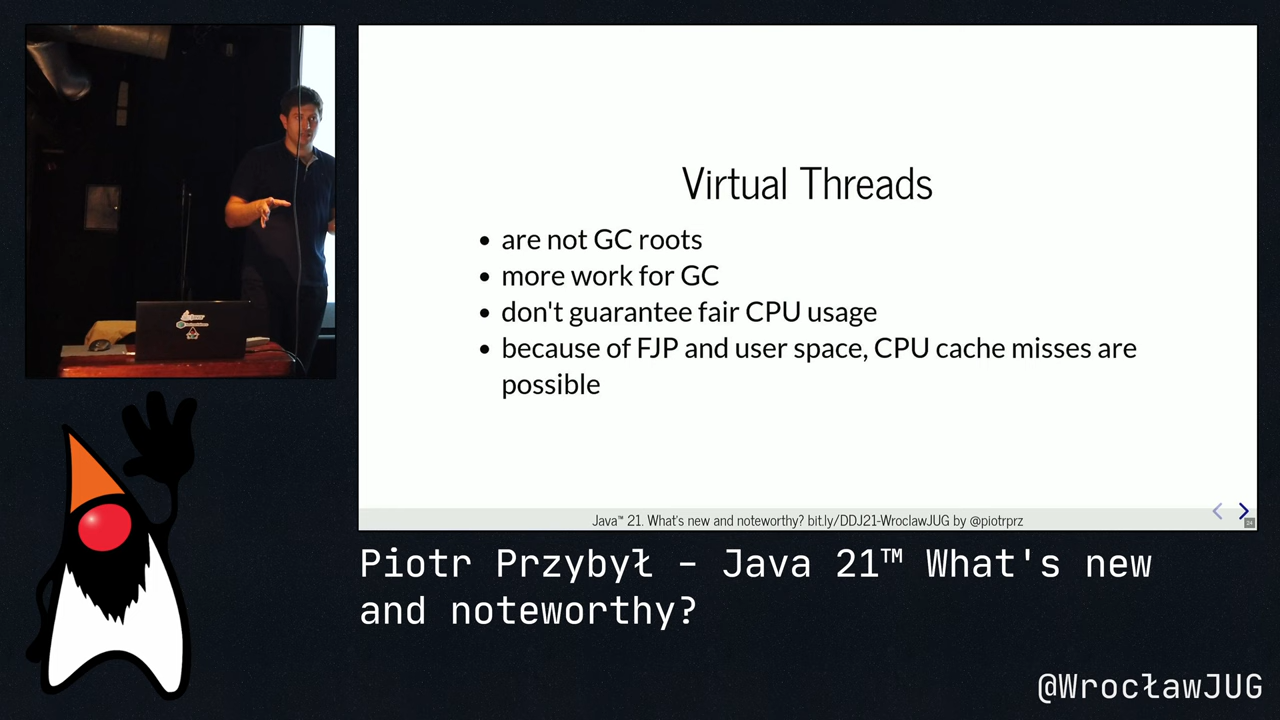 Virtual Threads
are not GC roots
more work for GC
don't guarantee fair CPU usage
because of FJP and user space, CPU cache misses are
possible
Java™ 21. What's new and noteworthy? bit.ly/DDJ21-WroclawJUG by @piotrprz
24
Piotr Przybył – Java 21™ What's new
and noteworthy?
@WrocławJUG